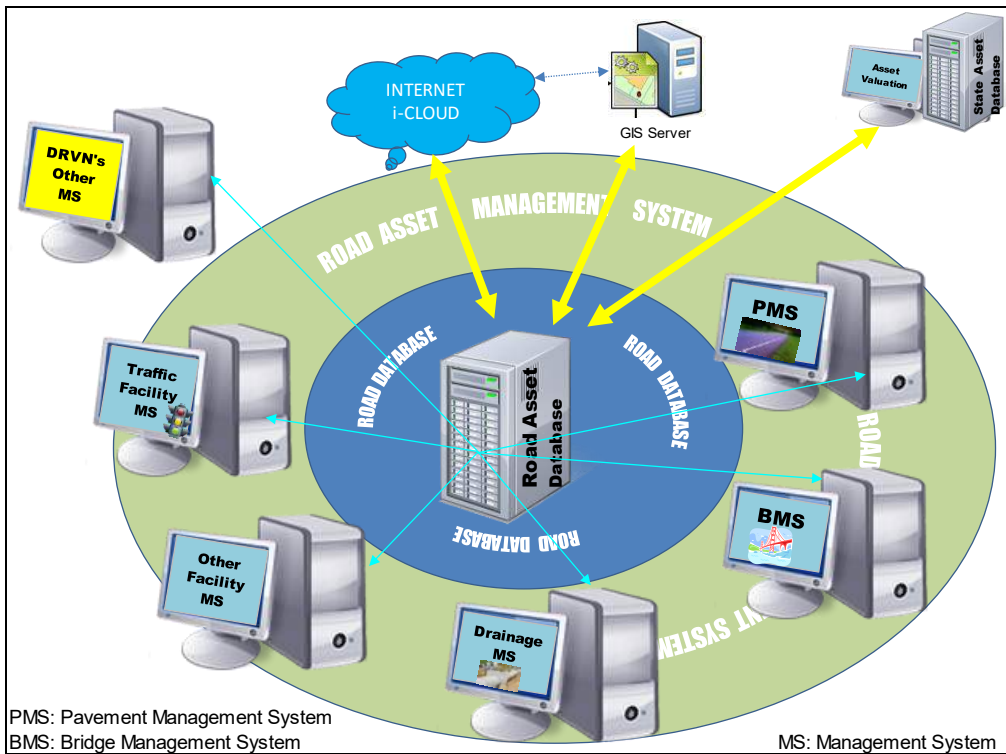 INTERNET
i-CLOUD
GIS Server
Asset
Valuation
State Asset
Database
DRVN's
Other
MS
ROAD ASSET MANAGEMENT SYSTEM
PMS
ROAD DATABASE
ROAD DATABASE
Road Asset
Database
Traffic
Facility
MS
ROAD
BMS
ROAD DATABASE
Other
Facility
MS
Drainage
MS
NT SYSTEM
PMS: Pavement Management System
BMS: Bridge Management System
MS: Management System